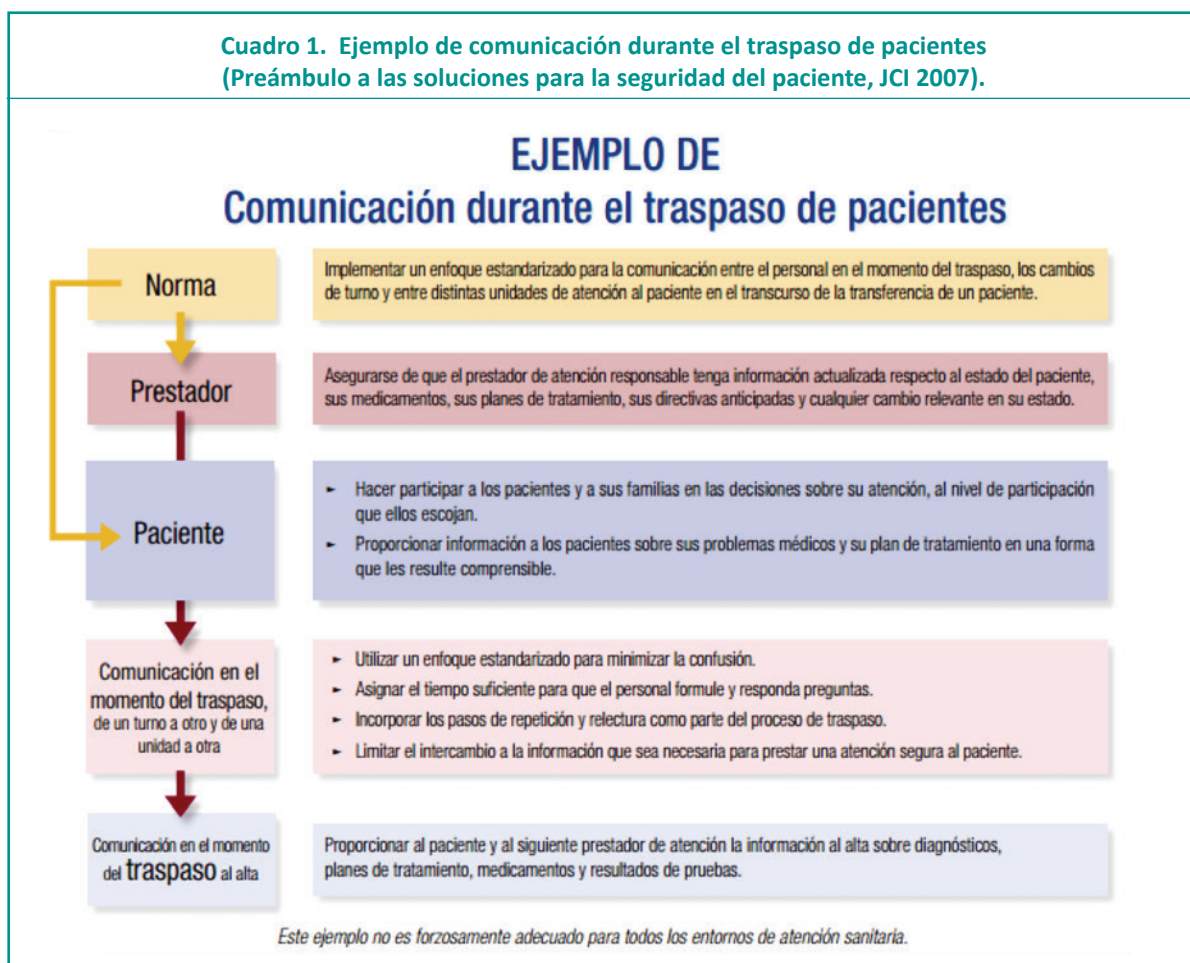 Cuadro 1. Ejemplo de comunicación durante el traspaso de pacientes
(Preámbulo a las soluciones para la seguridad del paciente, JCI 2007).
EJEMPLO DE
Comunicación durante el traspaso de pacientes
Norma
Implementar un enfoque estandarizado para la comunicación entre el personal en el momento del traspaso, los cambios
de turno y entre distintas unidades de atención al paciente en el transcurso de la transferencia de un paciente.
Prestador
Asegurarse de que el prestador de atención responsable tenga información actualizada respecto al estado del paciente,
sus medicamentos, sus planes de tratamiento, sus directivas anticipadas y cualquier cambio relevante en su estado.
Paciente
► Hacer participar a los pacientes y a sus familias en las decisiones sobre su atención, al nivel de participación
que ellos escojan.
► Proporcionar información a los pacientes sobre sus problemas médicos y su plan de tratamiento en una forma
que les resulte comprensible.
Comunicación en el
momento del traspaso,
de un turno a otro y de una
unidad a otra
► Utilizar un enfoque estandarizado para minimizar la confusión.
► Asignar el tiempo suficiente para que el personal formule y responda preguntas.
► Incorporar los pasos de repetición y relectura como parte del proceso de traspaso.
► Limitar el intercambio a la información que sea necesaria para prestar una atención segura al paciente.
Comunicación en el momento
del traspaso al alta
Proporcionar al paciente y al siguiente prestador de atención la información al alta sobre diagnósticos,
planes de tratamiento, medicamentos y resultados de pruebas.
Este ejemplo no es forzosamente adecuado para todos los entornos de atención sanitaria.